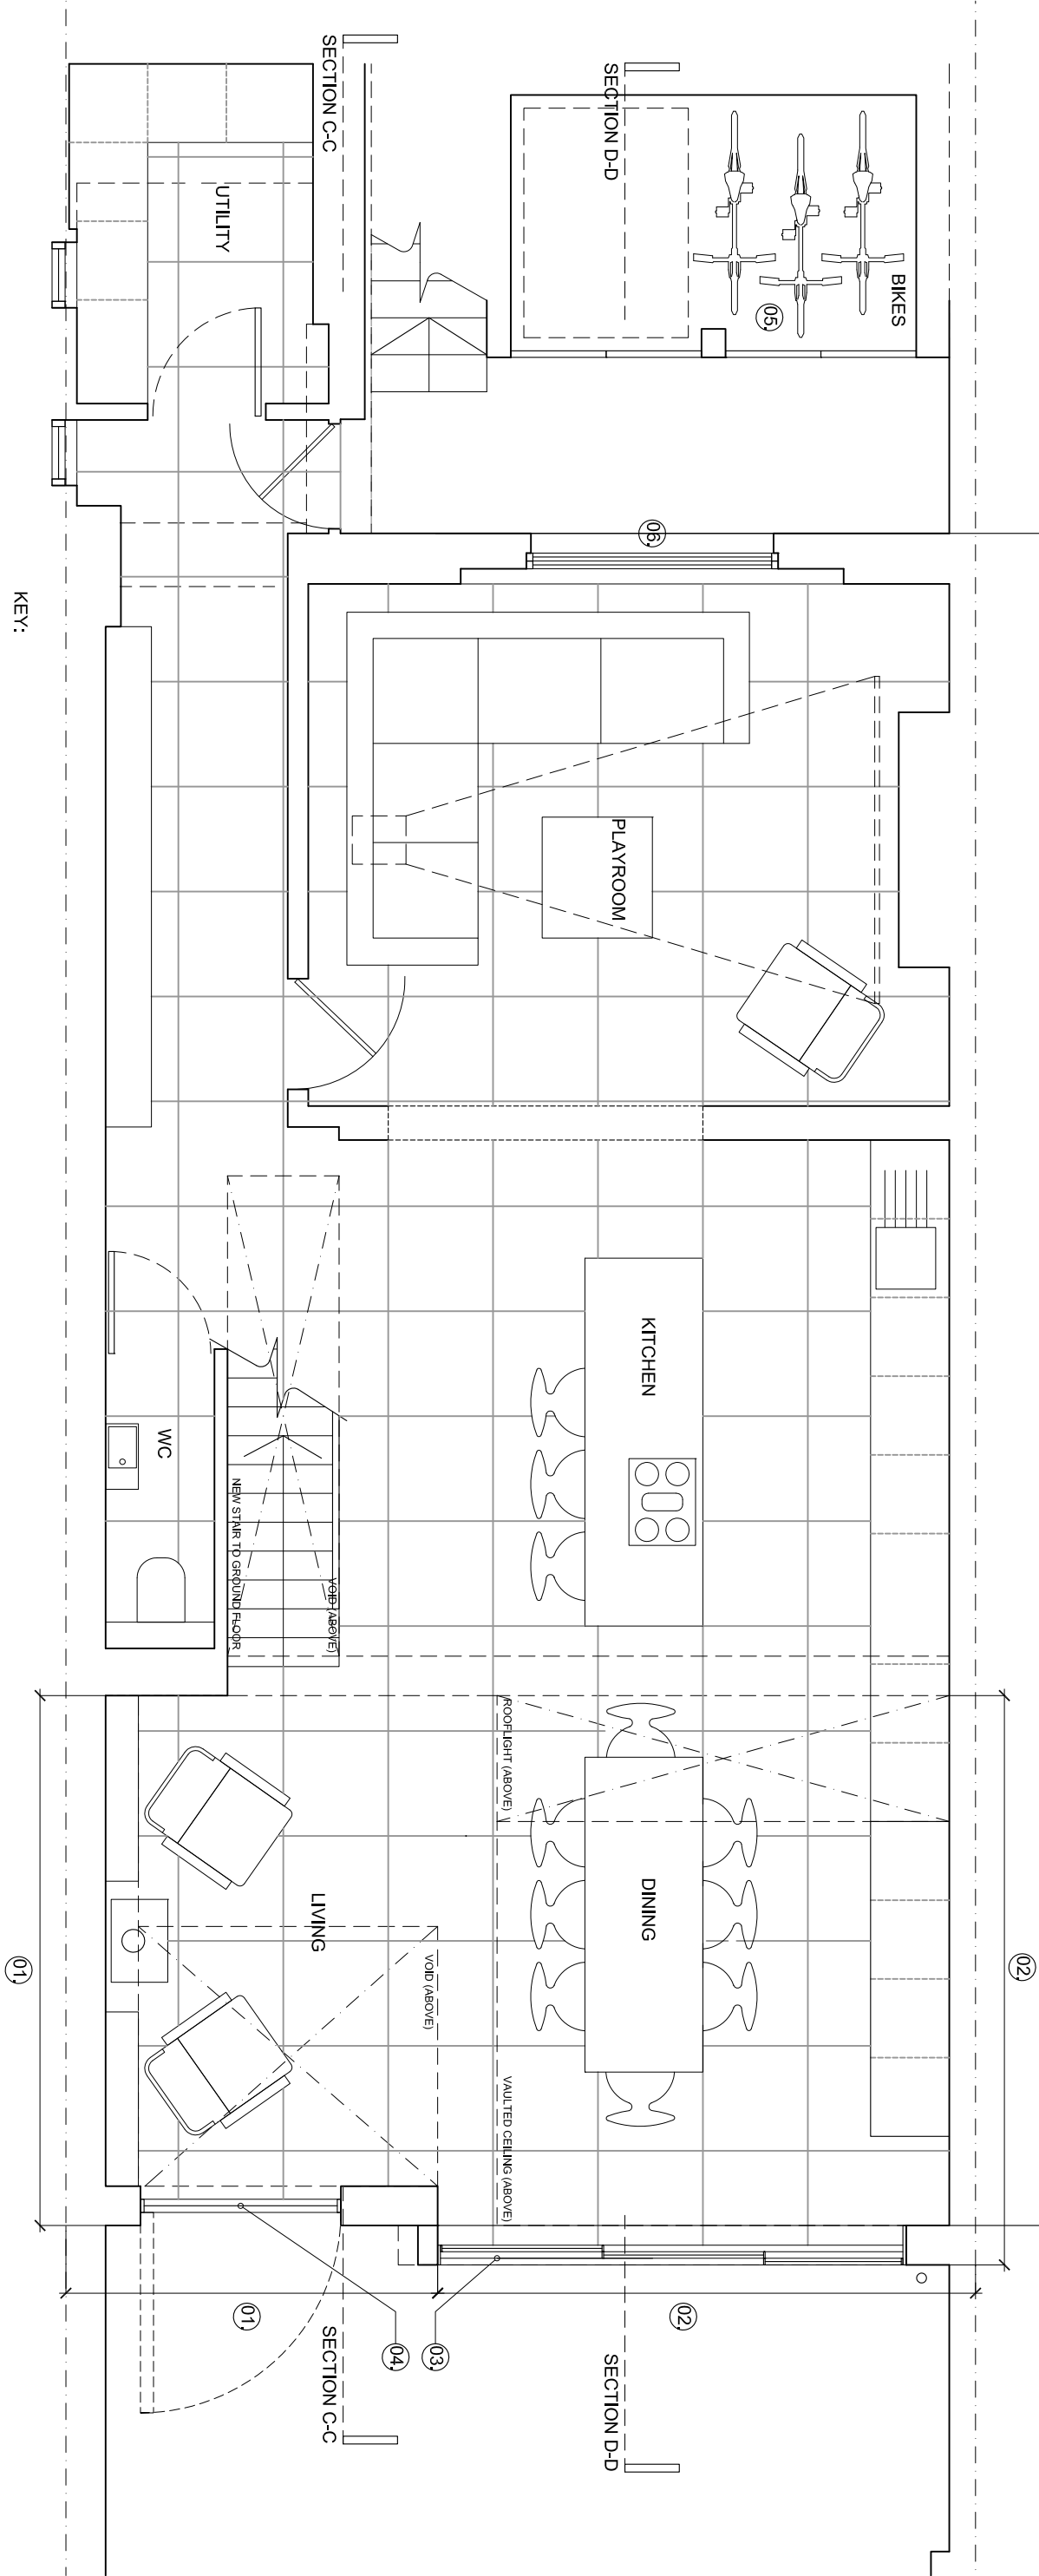 SECTION C-C
SECTION D-D
UTILITY
BIKES
05.
06.
KEY:
PLAYROOM
KITCHEN
WC
NEW STAIR TO GROUND FLOOR
VOID (ABOVE)
ROOFLIGHT (ABOVE)
DINING
LIVING
VOID (ABOVE)
VAULTED CEILING (ABOVE)
01.
02.
01.
02.
04.
03.
SECTION C-C
SECTION D-D